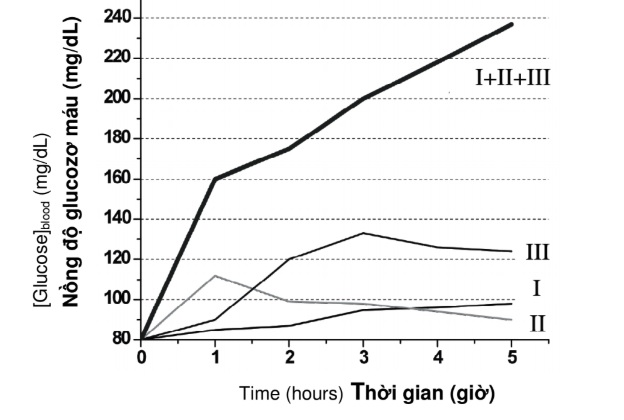 240
220
200
180
160
140
120
100
80
[Glucose]blood (mg/dL)
Nồng độ glucozơ máu (mg/dL)
I+II+III
III
I
II
0 1 2 3 4 5
Time (hours) Thời gian (giờ)